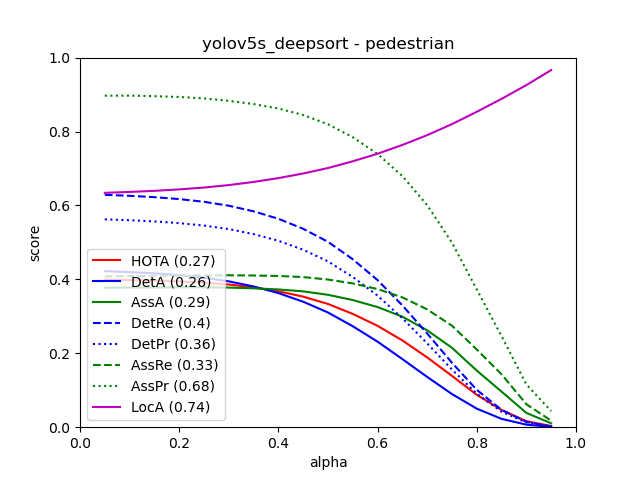 yolov5s_deepsort - pedestrian
score
1.0
0.8
0.6
0.4
0.2
0.0
HOTA (0.27)
DetA (0.26)
AssA (0.29)
DetRe (0.4)
DetPr (0.36)
AssRe (0.33)
AssPr (0.68)
LocA (0.74)
0.0 0.2 0.4 0.6 0.8 1.0
alpha